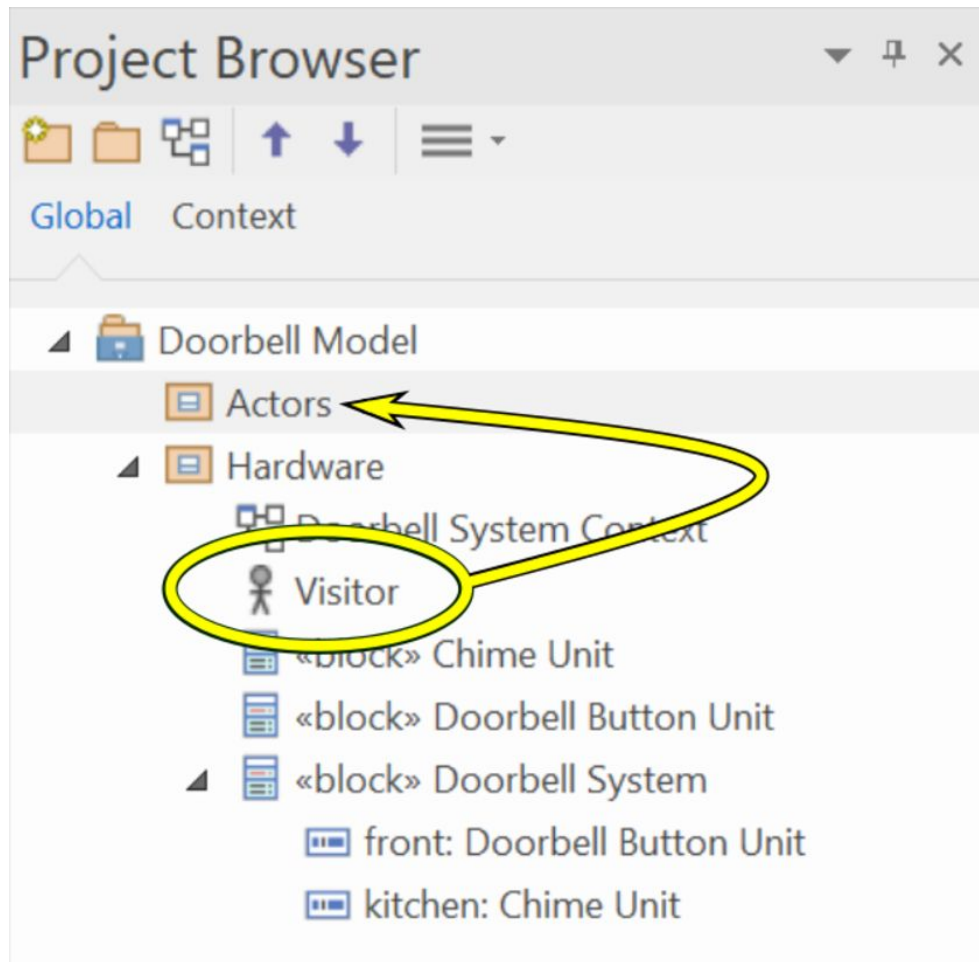 Project Browser
Global Context
Doorbell Model
Actors
Hardware
Doorbell System Context
Visitor
«block» Chime Unit
«block» Doorbell Button Unit
«block» Doorbell System
front: Doorbell Button Unit
kitchen: Chime Unit